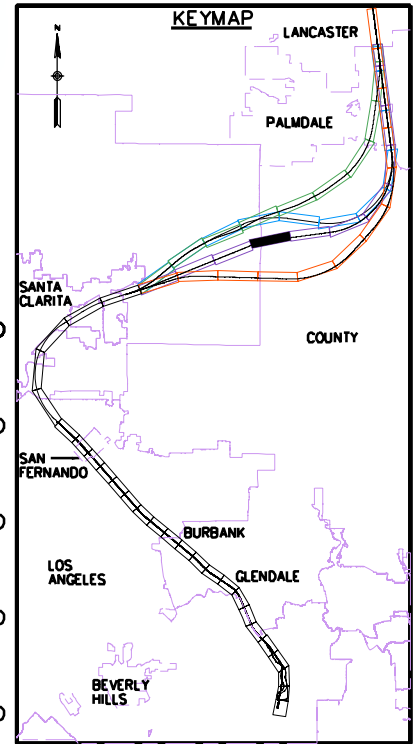 KEYMAP
N
LANCASTER
PALMDALE
SANTA
CLARITA
COUNTY
SAN
FERNANDO
BURBANK
LOS
ANGELES
GLENDALE
BEVERLY
HILLS